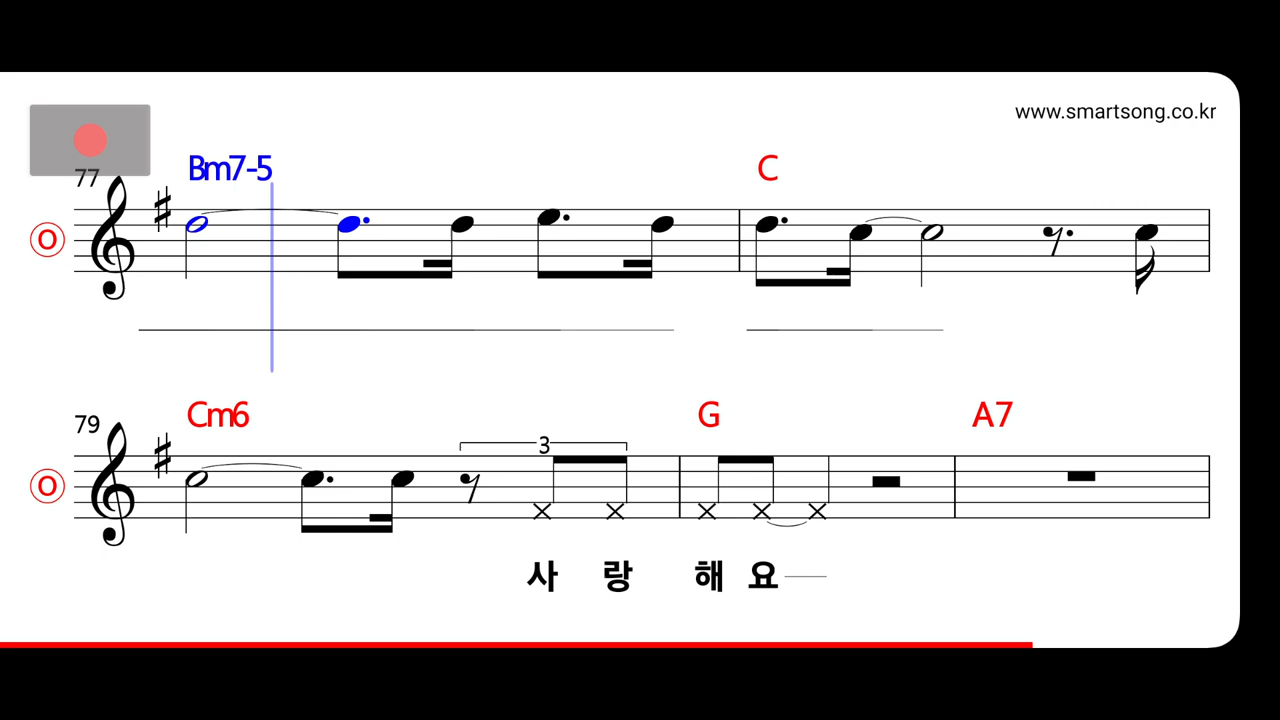 www.smartsong.co.kr
77
Bm7-5 C
O
79
Cm6 G A7
3
O
사 랑 해 요